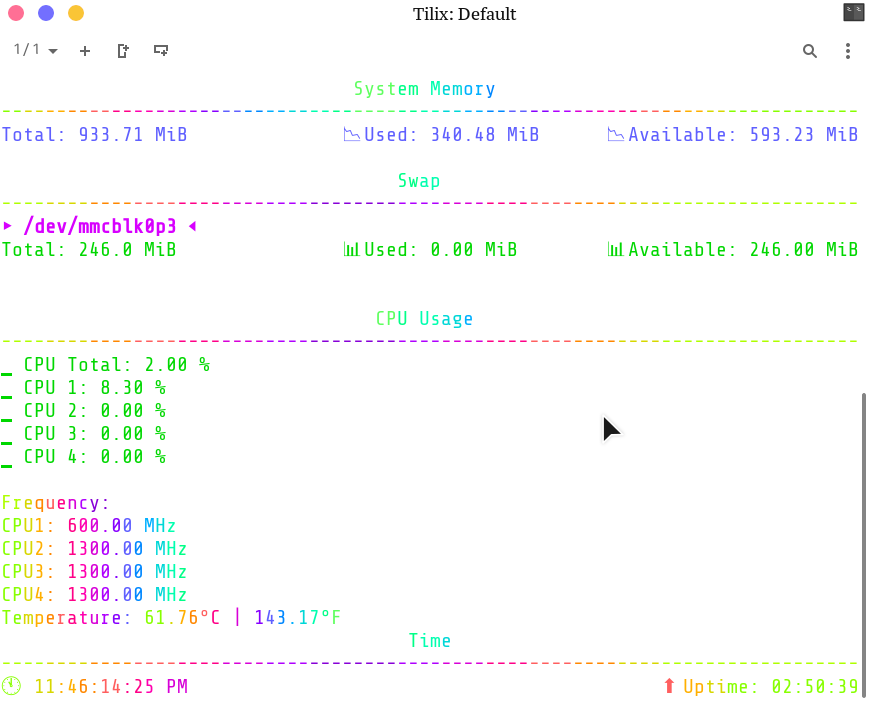 Tilix: Default
1/1
System Memory
Total: 933.71 MiB Used: 340.48 MiB Available: 593.23 MiB
Swap
/dev/mmcblk0p3
Total: 246.0 MiB Used: 0.00 MiB Available: 246.00 MiB
CPU Usage
CPU Total: 2.00 %
CPU 1: 8.30 %
CPU 2: 0.00 %
CPU 3: 0.00 %
CPU 4: 0.00 %
Frequency:
CPU1: 600.00 MHz
CPU2: 1300.00 MHz
CPU3: 1300.00 MHz
CPU4: 1300.00 MHz
Temperature: 61.76°C | 143.17°F
Time
11:46:14:25 PM Uptime: 02:50:39